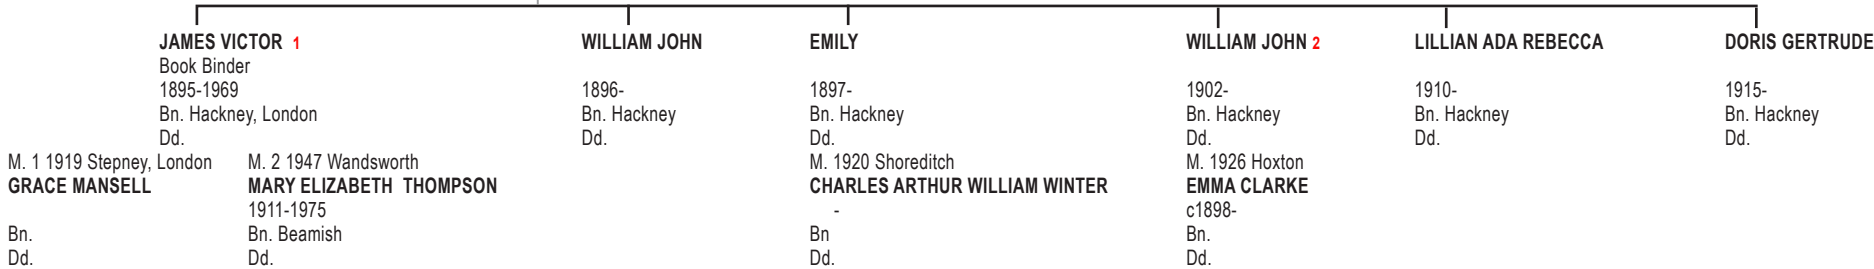 JAMES VICTOR 1
Book Binder
1895-1969
Bn. Hackney, London
Dd.
M. 1 1919 Stepney, London
GRACE MANSELL
Bn.
Dd.
M. 2 1947 Wandsworth
MARY ELIZABETH THOMPSON
1911-1975
Bn. Beamish
Dd.
WILLIAM JOHN
1896-
Bn. Hackney
Dd.
EMILY
1897-
Bn. Hackney
Dd.
M. 1920 Shoreditch
CHARLES ARTHUR WILLIAM WINTER
-
Bn
Dd.
WILLIAM JOHN 2
1902-
Bn. Hackney
Dd.
M. 1926 Hoxton
EMMA CLARKE
c1898-
Bn.
Dd.
LILLIAN ADA REBECCA
1910-
Bn. Hackney
Dd.
DORIS GERTRUDE
1915-
Bn. Hackney
Dd.